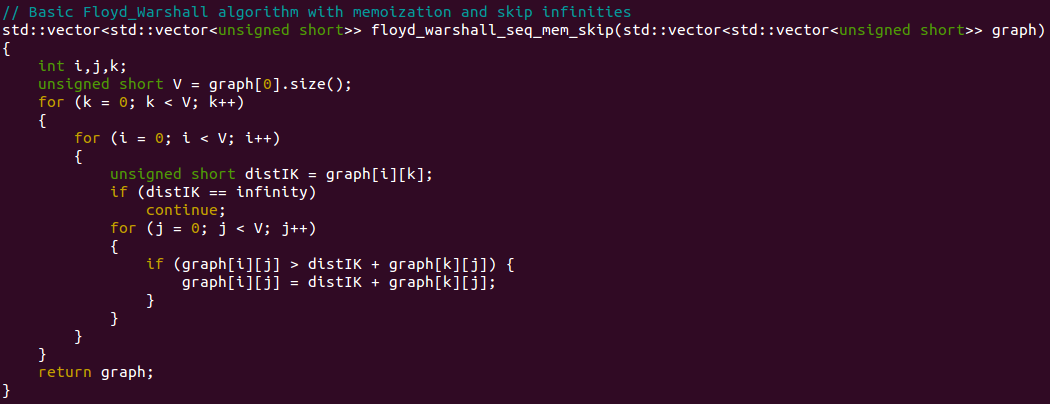 // Basic Floyd_Warshall algorithm with memoization and skip infinities
std::vector<std::vector<unsigned short>> floyd_warshall_seq_mem_skip(std::vector<std::vector<unsigned short>> graph)
{
    int i,j,k;
    unsigned short V = graph[0].size();
    for (k = 0; k < V; k++)
    {
        for (i = 0; i < V; i++)
        {
            unsigned short distIK = graph[i][k];
            if (distIK == infinity)
                continue;
            for (j = 0; j < V; j++)
            {
                if (graph[i][j] > distIK + graph[k][j]) {
                    graph[i][j] = distIK + graph[k][j];
                }
            }
        }
    }
    return graph;
}